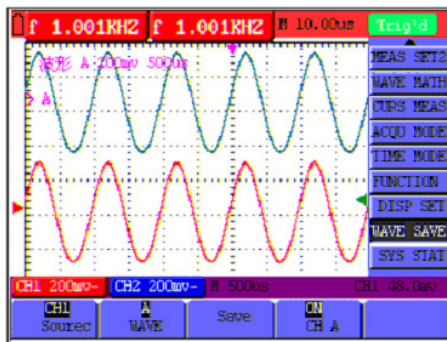 f 1.001KHZ f 1.001KHZ M 10.00us Trig'd
波形 A 200mv 500us
A
MEAS SET2
WAVE MATH
CUPS MEAS
ACQU MODE
TIME MODE
FUNCTION
DISP SET
WAVE SAVE
SYS STAT
CH1 200mv- CH2 200mv- M 500us CH1 48.0mv
CH1
Sourec
A
WAVE
Save
ON
CH A